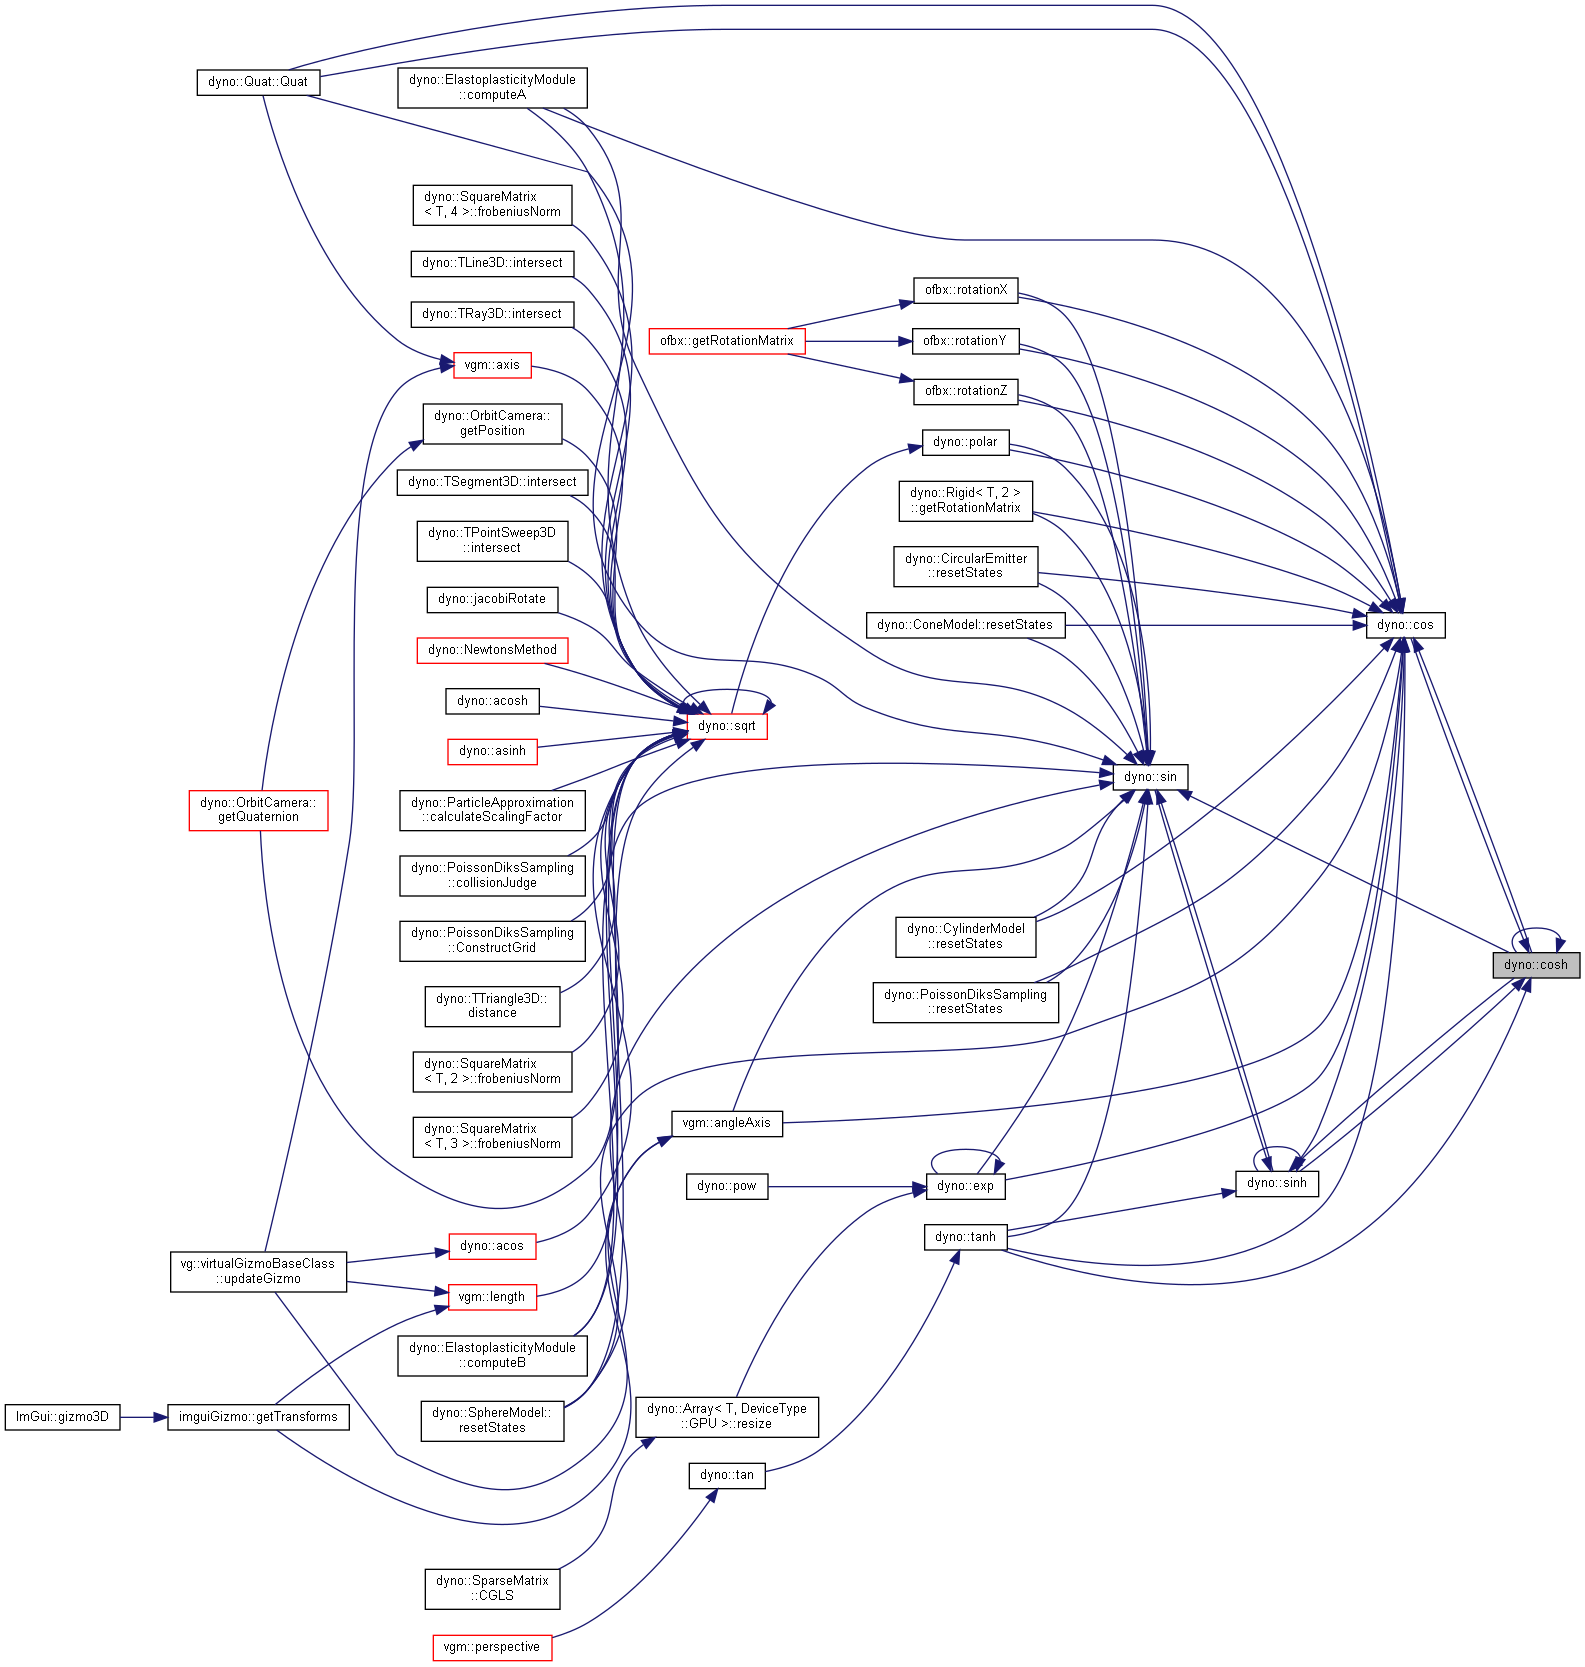 dyno::Quat::Quat
dyno::ElastoplasticityModule
::computeA
dyno::SquareMatrix
< T, 4 >::frobeniusNorm
dyno::TLine3D::intersect
dyno::TRay3D::intersect
vgm::axis
dyno::OrbitCamera::
getPosition
dyno::TSegment3D::intersect
dyno::TPointSweep3D
::intersect
dyno::jacobiRotate
dyno::NewtonsMethod
dyno::acosh
dyno::asinh
dyno::OrbitCamera::
getQuaternion
dyno::ParticleApproximation
::calculateScalingFactor
dyno::PoissonDiksSampling
::collisionJudge
dyno::PoissonDiksSampling
::ConstructGrid
dyno::TTriangle3D::
distance
dyno::SquareMatrix
< T, 2 >::frobeniusNorm
dyno::SquareMatrix
< T, 3 >::frobeniusNorm
vg::virtualGizmoBaseClass
::updateGizmo
dyno::acos
vgm::length
dyno::ElastoplasticityModule
::computeB
ImGui::gizmo3D
imguiGizmo::getTransforms
dyno::SphereModel::
resetStates
dyno::SparseMatrix
::CGLS
vgm::perspective
ofbx::getRotationMatrix
dyno::sqrt
vgm::angleAxis
dyno::pow
dyno::Array< T, DeviceType
::GPU >::resize
dyno::tan
ofbx::rotationX
ofbx::rotationY
ofbx::rotationZ
dyno::polar
dyno::Rigid< T, 2 >
::getRotationMatrix
dyno::CircularEmitter
::resetStates
dyno::ConeModel::resetStates
dyno::CylinderModel
::resetStates
dyno::PoissonDiksSampling
::resetStates
dyno::exp
dyno::tanh
dyno::sin
dyno::sinh
dyno::cos
dyno::cosh